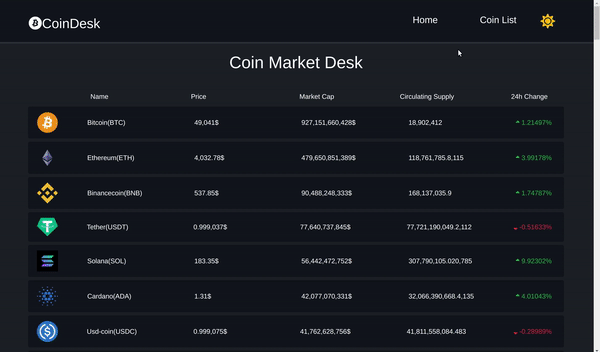 CoinDesk Home Coin List
Coin Market Desk
Name Price Market Cap Circulating Supply 24h Change
Bitcoin(BTC) 49,041$ 927,151,660,428$ 18,902,412 1.21497%
Ethereum(ETH) 4,032.78$ 479,650,851,389$ 118,761,785.8,115 3.99178%
Binancecoin(BNB) 537.85$ 90,488,248,333$ 168,137,035.9 1.74787%
Tether(USDT) 0.999,037$ 77,640,737,845$ 77,721,190,049.2,112 -0.51633%
Solana(SOL) 183.35$ 56,442,472,752$ 307,790,105.020,785 9.92302%
Cardano(ADA) 1.31$ 42,077,070,331$ 32,066,390,668.4,135 4.01043%
Usd-coin(USDC) 0.999,075$ 41,762,628,756$ 41,811,558,084.483 -0.28989%